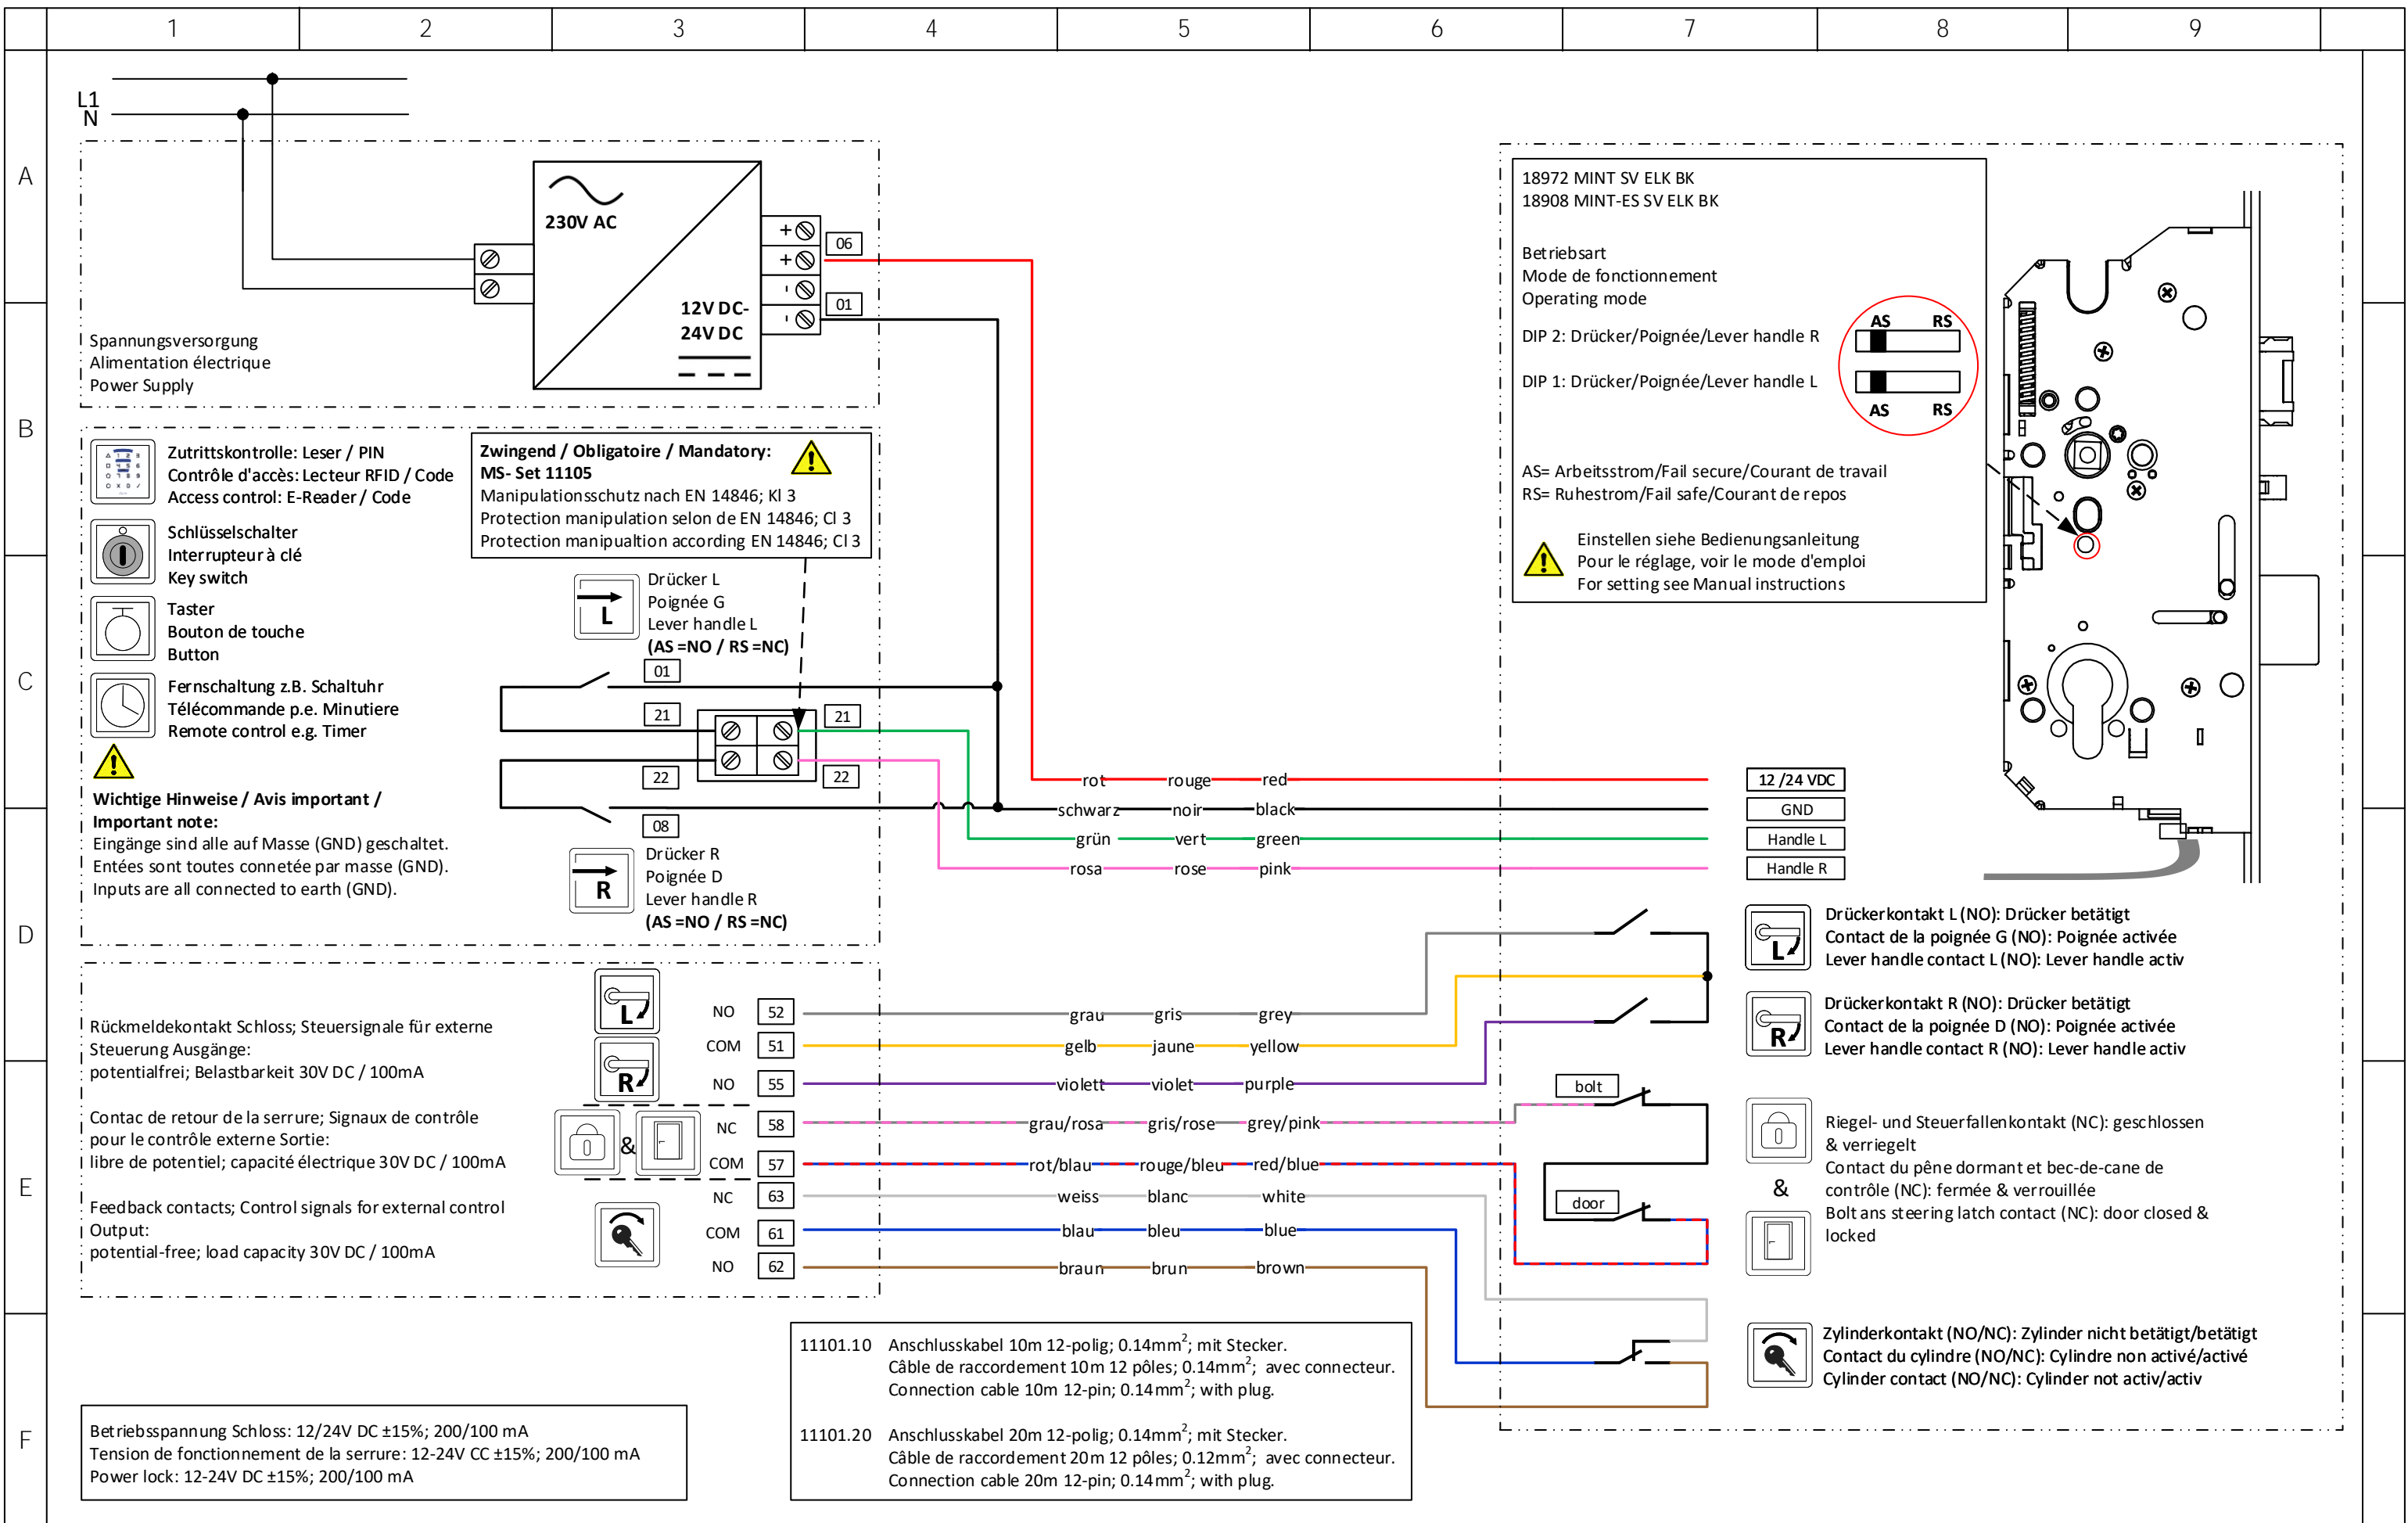 1 2 3 4 5 6 7 8 9
A
B
C
D
E
F
L1
N
230V AC
12V DC-
24V DC
+
+
-
-
06
01
Spannungsversorgung
Alimentation électrique
Power Supply
Zutrittskontrolle: Leser / PIN
Contrôle d'accès: Lecteur RFID / Code
Access control: E-Reader / Code
Schlüsselschalter
Interrupteur à clé
Key switch
Taster
Bouton de touche
Button
Fernschaltung z.B. Schaltuhr
Télécommande p.e. Minutiere
Remote control e.g. Timer
Wichtige Hinweise / Avis important /
Important note:
Eingänge sind alle auf Masse (GND) geschaltet.
Entées sont toutes connetée par masse (GND).
Inputs are all connected to earth (GND).
Zwingend / Obligatoire / Mandatory:
MS- Set 11105
Manipulationsschutz nach EN 14846; Kl 3
Protection manipulation selon de EN 14846; Cl 3
Protection manipualtion according EN 14846; Cl 3
L
Drücker L
Poignée G
Lever handle L
(AS =NO / RS =NC)
01
21
21
22
22
08
R
Drücker R
Poignée D
Lever handle R
(AS =NO / RS =NC)
18972 MINT SV ELK BK
18908 MINT-ES SV ELK BK
Betriebsart
Mode de fonctionnement
Operating mode
DIP 2: Drücker/Poignée/Lever handle R
DIP 1: Drücker/Poignée/Lever handle L
AS RS
AS RS
AS= Arbeitsstrom/Fail secure/Courant de travail
RS= Ruhestrom/Fail safe/Courant de repos
Einstellen siehe Bedienungsanleitung
Pour le réglage, voir le mode d'emploi
For setting see Manual instructions
rot rouge red 12 /24 VDC
schwarz noir black GND
grün vert green Handle L
rosa rose pink Handle R
L
Drückerkontakt L (NO): Drücker betätigt
Contact de la poignée G (NO): Poignée activée
Lever handle contact L (NO): Lever handle activ
R
Drückerkontakt R (NO): Drücker betätigt
Contact de la poignée D (NO): Poignée activée
Lever handle contact R (NO): Lever handle activ
Rückmeldekontakt Schloss; Steuersignale für externe
Steuerung Ausgänge:
potentialfrei; Belastbarkeit 30V DC / 100mA
Contac de retour de la serrure; Signaux de contrôle
pour le contrôle externe Sortie:
libre de potentiel; capacité électrique 30V DC / 100mA
Feedback contacts; Control signals for external control
Output:
potential-free; load capacity 30V DC / 100mA
L
R
&
NO 52 grau gris grey
COM 51 gelb jaune yellow
NO 55 violett violet purple
NC 58 grau/rosa gris/rose grey/pink
COM 57 rot/blau rouge/bleu red/blue
NC 63 weiss blanc white
COM 61 blau bleu blue
NO 62 braun brun brown
bolt
door
&
Riegel- und Steuerfallenkontakt (NC): geschlossen
& verriegelt
Contact du pêne dormant et bec-de-cane de
contrôle (NC): fermée & verrouillée
Bolt ans steering latch contact (NC): door closed &
locked
Zylinderkontakt (NO/NC): Zylinder nicht betätigt/betätigt
Contact du cylindre (NO/NC): Cylindre non activé/activé
Cylinder contact (NO/NC): Cylinder not activ/activ
11101.10 Anschlusskabel 10m 12-polig; 0.14mm²; mit Stecker.
Câble de raccordement 10m 12 pôles; 0.14mm²; avec connecteur.
Connection cable 10m 12-pin; 0.14mm²; with plug.
11101.20 Anschlusskabel 20m 12-polig; 0.14mm²; mit Stecker.
Câble de raccordement 20m 12 pôles; 0.12mm²; avec connecteur.
Connection cable 20m 12-pin; 0.14mm²; with plug.
Betriebsspannung Schloss: 12/24V DC ±15%; 200/100 mA
Tension de fonctionnement de la serrure: 12-24V CC ±15%; 200/100 mA
Power lock: 12-24V DC ±15%; 200/100 mA